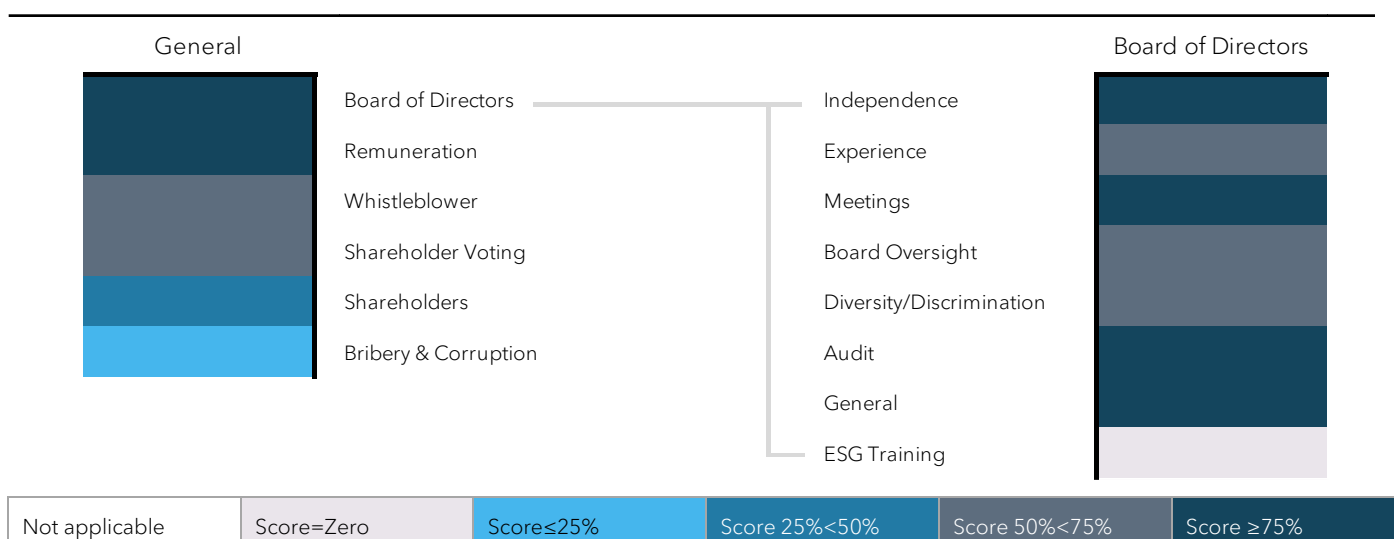 General
Board of Directors
Board of Directors
Remuneration
Whistleblower
Shareholder Voting
Shareholders
Bribery & Corruption
Independence
Experience
Meetings
Board Oversight
Diversity/Discrimination
Audit
General
ESG Training
Not applicable
Score=Zero
Score≤25%
Score 25%<50%
Score 50%<75%
Score ≥75%